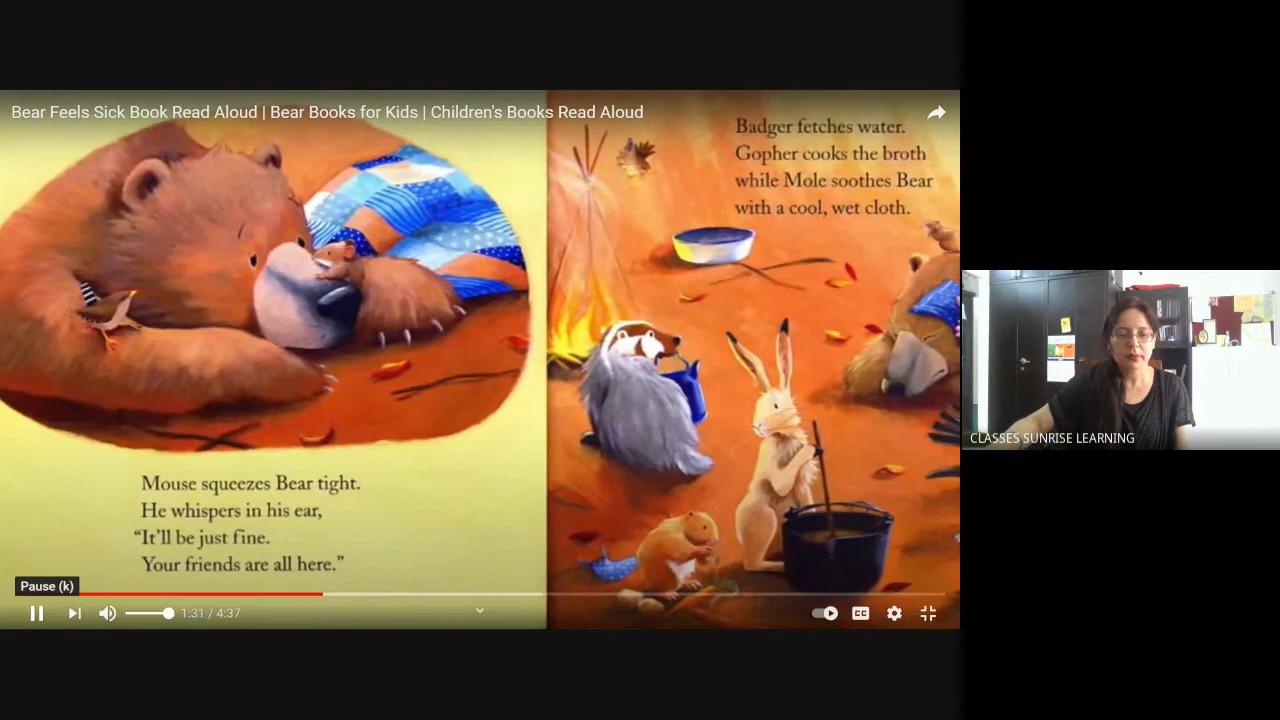 Bear Feels Sick Book Read Aloud | Bear Books for Kids | Children's Books Read Aloud
Badger fetches water.
Gopher cooks the broth
while Mole soothes Bear
with a cool, wet cloth.
Mouse squeezes Bear tight.
He whispers in his ear,
“It’ll be just fine.
Your friends are all here.”
Pause (k)
1:31 / 4:37
CC
CLASSES SUNRISE LEARNING